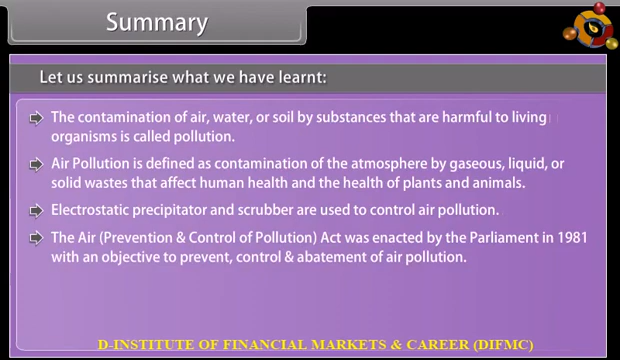 Summary
Let us summarise what we have learnt:
The contamination of air, water, or soil by substances that are harmful to living
organisms is called pollution.
Air Pollution is defined as contamination of the atmosphere by gaseous, liquid, or
solid wastes that affect human health and the health of plants and animals.
Electrostatic precipitator and scrubber are used to control air pollution.
The Air (Prevention & Control of Pollution) Act was enacted by the Parliament in 1981
with an objective to prevent, control & abatement of air pollution.
D-INSTITUTE OF FINANCIAL MARKETS & CAREER (DIFMC)